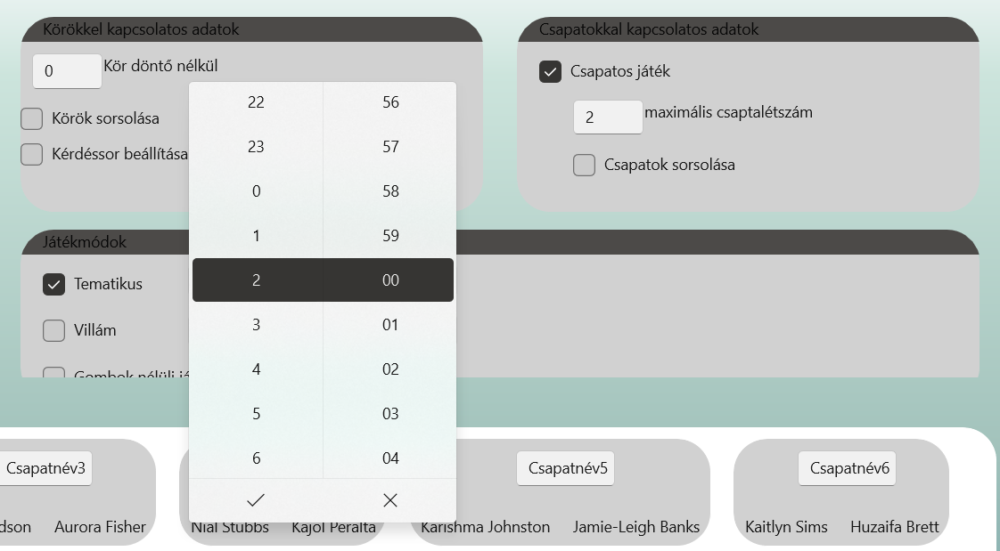 Körökkel kapcsolatos adatok
0
Kör döntő nélkül
Körök sorsolása
Kérdéssor beállítása
Csapatokkal kapcsolatos adatok
Csapatos játék
2
maximális csaptalétszám
Csapatok sorsolása
22 56
23 57
0 58
1 59
2 00
3 01
4 02
5 03
6 04
Játékmódok
Tematikus
Villám
Gombok nélüli já
Csapatnév3
dson Aurora Fisher
Nial Stubbs Kajol Peralta
Csapatnév5
Karishma Johnston Jamie-Leigh Banks
Csapatnév6
Kaitlyn Sims Huzaifa Brett